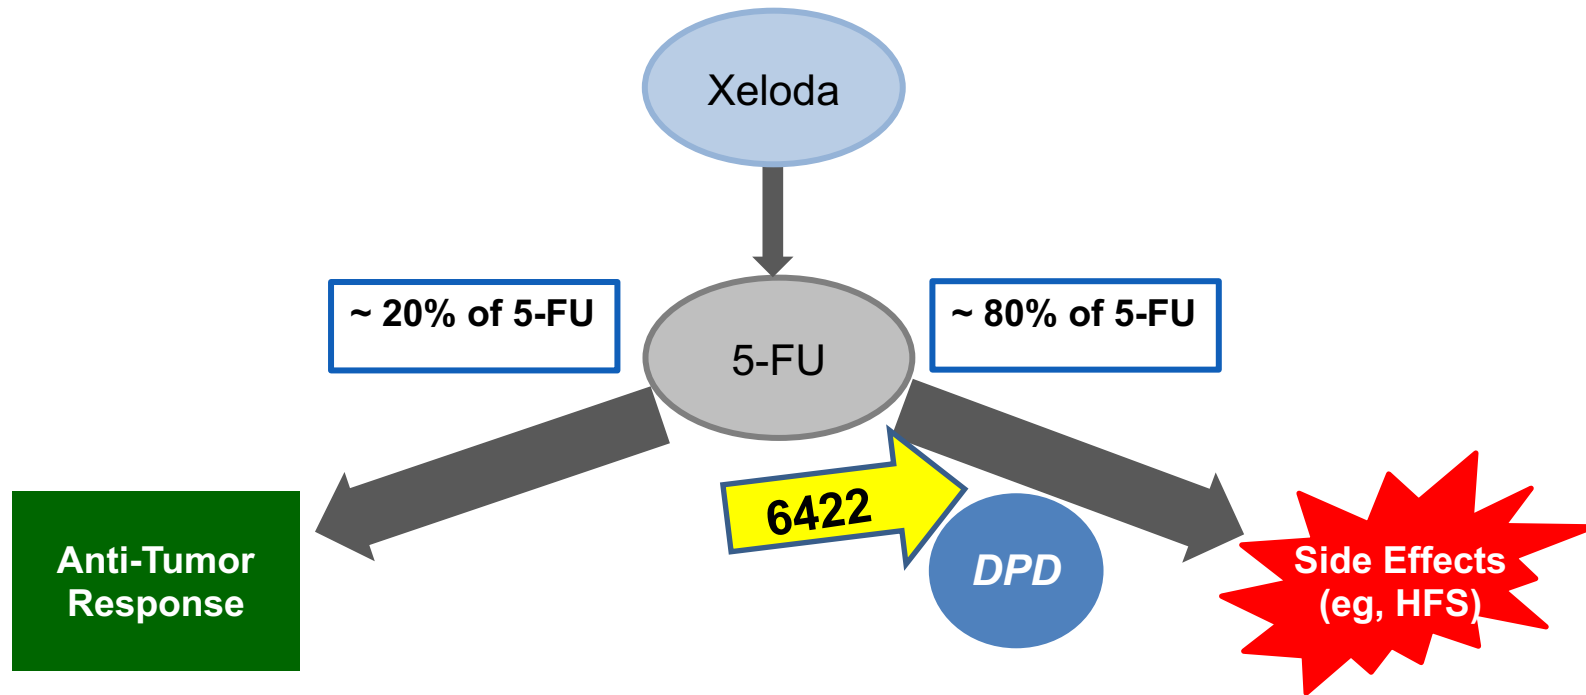 Xeloda
~ 20% of 5-FU
~ 80% of 5-FU
5-FU
6422
DPD
Anti-Tumor
Response
Side Effects
(eg, HFS)